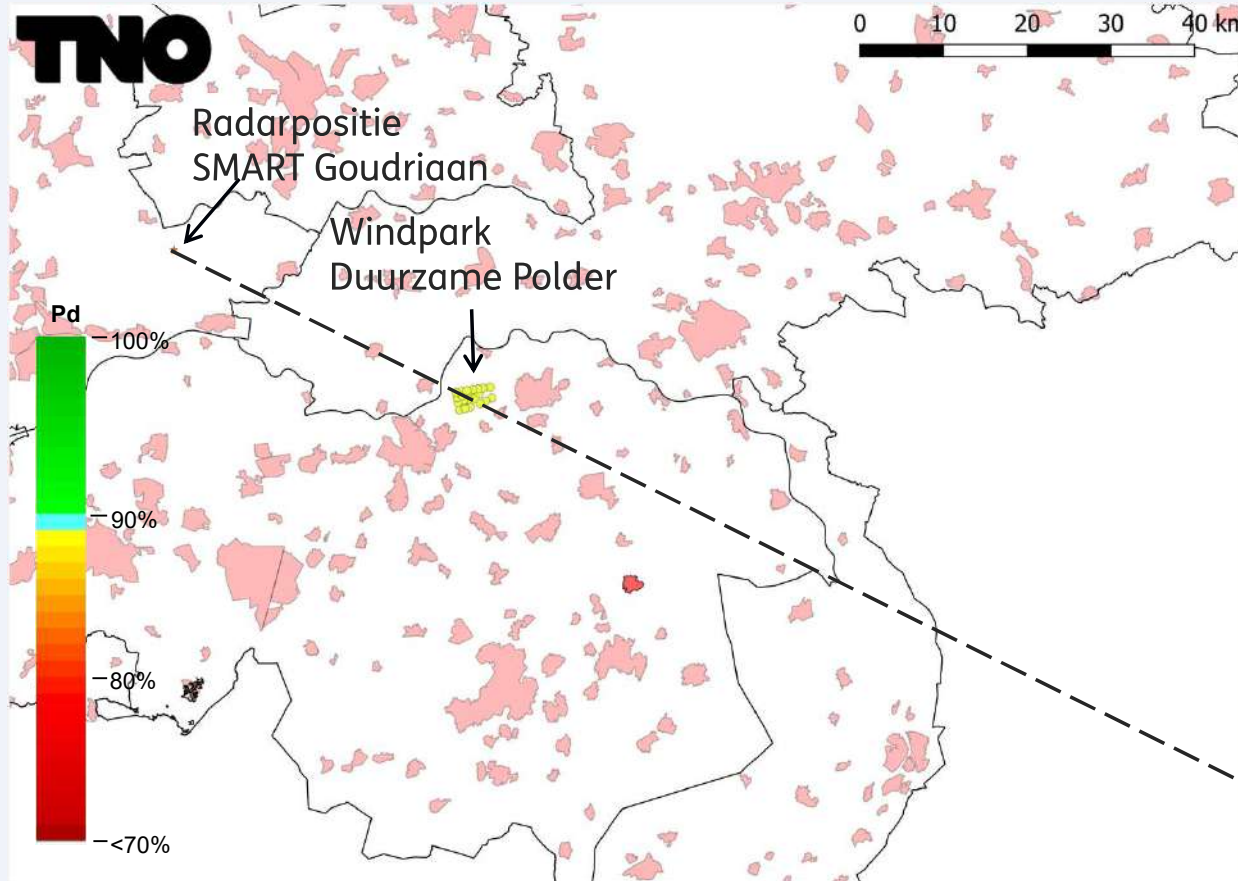 TNO
0 10 20 30 40 km
Radarpositie
SMART Goudriaan
Windpark
Duurzame Polder
Pd
100%
90%
80%
<70%